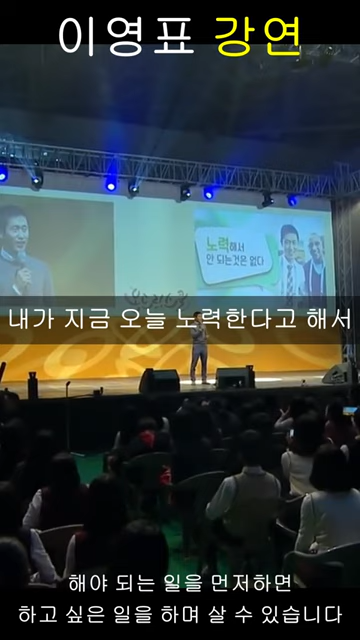 이영표 강연
노력해서
안 되는것은 없다
내가 지금 오늘 노력한다고 해서
해야 되는 일을 먼저하면
하고 싶은 일을 하며 살 수 있습니다